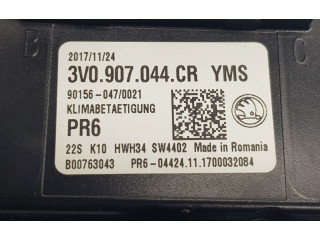 2017/11/24
3V0.907.044.CR YMS
90156-047/0021
KLIMABETAETIGUNG
PR6
22S K10 HWH34 SW4402 Made in Romania
B00763043 PR6-04424.11.1700032084